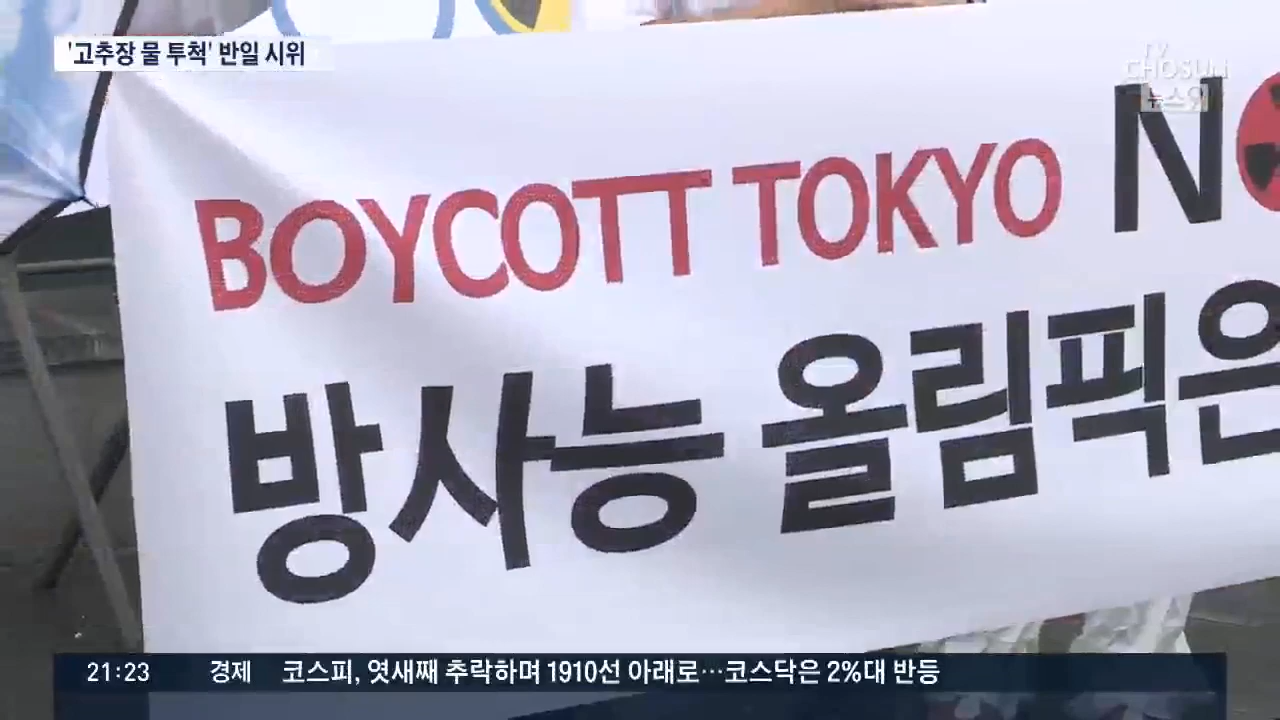 '고추장 물 투척' 반일 시위
TV
CHOSUN
뉴스9
BOYCOTT TOKYO NO
방사능 올림픽은
21:23 경제 코스피, 엿새째 추락하며 1910선 아래로…코스닥은 2%대 반등